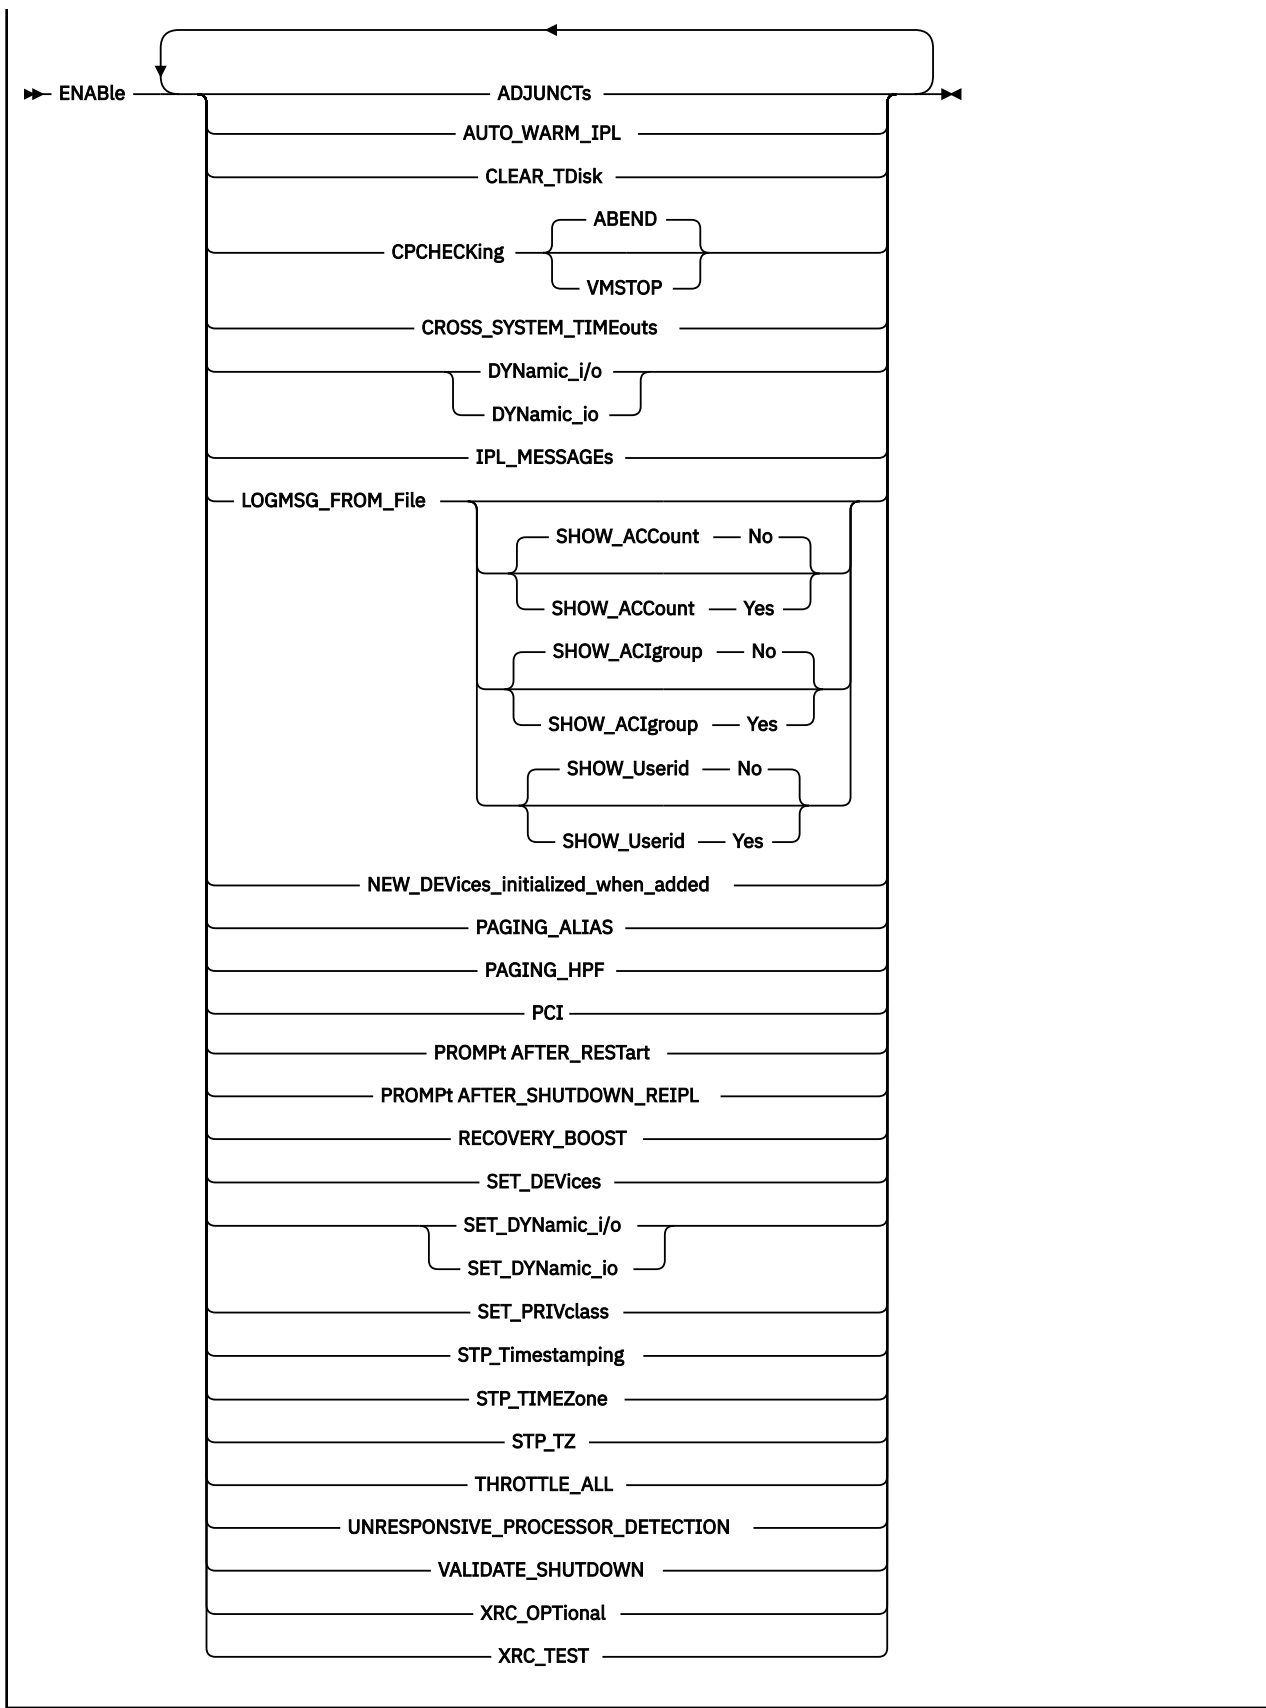 ENABle ADJUNCTs
AUTO_WARM_IPL
CLEAR_TDisk
ABEND
CPCHECKing
VMSTOP
CROSS_SYSTEM_TIMEouts
DYNamic_i/o
DYNamic_io
IPL_MESSAGEs
LOGMSG_FROM_File
SHOW_ACCount No
SHOW_ACCount Yes
SHOW_ACIgroup No
SHOW_ACIgroup Yes
SHOW_Userid No
SHOW_Userid Yes
NEW_DEVices_initialized_when_added
PAGING_ALIAS
PAGING_HPF
PCI
PROMPt AFTER_RESTart
PROMPt AFTER_SHUTDOWN_REIPL
RECOVERY_BOOST
SET_DEVices
SET_DYNamic_i/o
SET_DYNamic_io
SET_PRIVclass
STP_Timestamping
STP_TIMEZone
STP_TZ
THROTTLE_ALL
UNRESPONSIVE_PROCESSOR_DETECTION
VALIDATE_SHUTDOWN
XRC_OPTional
XRC_TEST